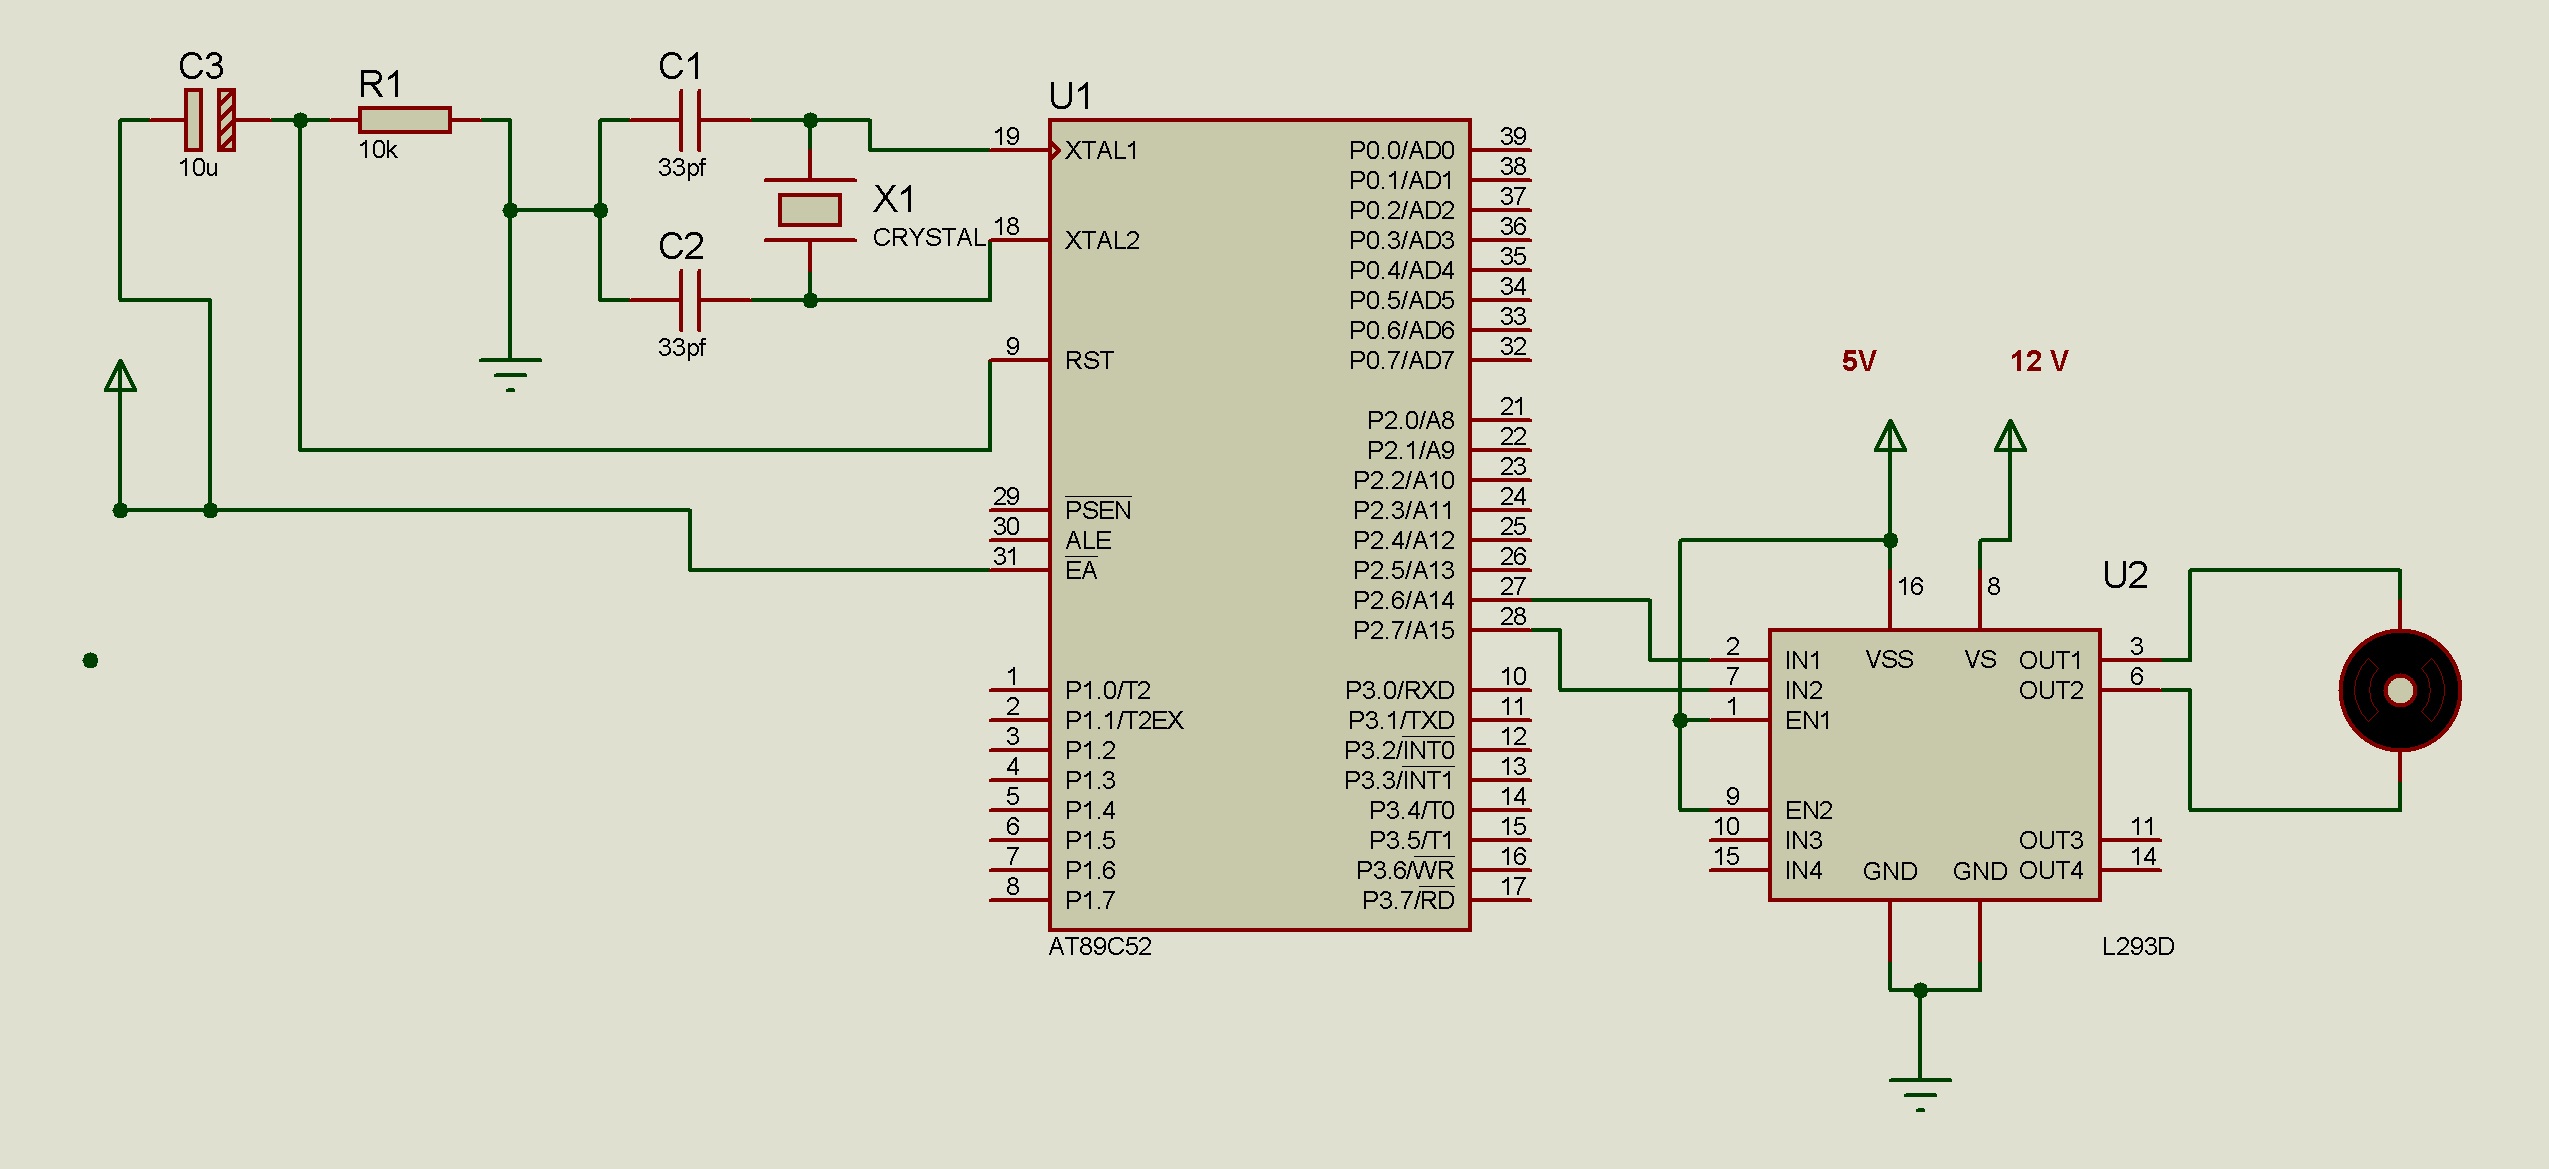 C3
10u
R1
10k
C1
33pf
C2
33pf
X1
CRYSTAL
U1
19 XTAL1
18 XTAL2
9 RST
29 PSEN
30 ALE
31 EA
1 P1.0/T2
2 P1.1/T2EX
3 P1.2
4 P1.3
5 P1.4
6 P1.5
7 P1.6
8 P1.7
P0.0/AD0 39
P0.1/AD1 38
P0.2/AD2 37
P0.3/AD3 36
P0.4/AD4 35
P0.5/AD5 34
P0.6/AD6 33
P0.7/AD7 32
P2.0/A8 21
P2.1/A9 22
P2.2/A10 23
P2.3/A11 24
P2.4/A12 25
P2.5/A13 26
P2.6/A14 27
P2.7/A15 28
P3.0/RXD 10
P3.1/TXD 11
P3.2/INT0 12
P3.3/INT1 13
P3.4/T0 14
P3.5/T1 15
P3.6/WR 16
P3.7/RD 17
AT89C52
5V
12 V
U2
16
8
2 IN1 VSS VS OUT1 3
7 IN2 OUT2 6
1 EN1
9 EN2
10 IN3 OUT3 11
15 IN4 GND GND OUT4 14
L293D